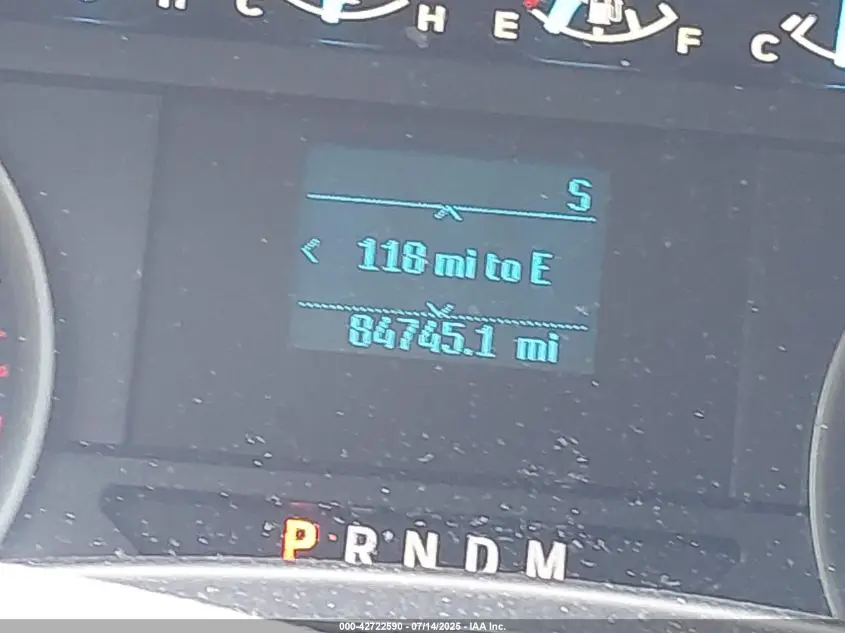 H C H E F C
S
118 mi to E
84745.1 mi
P R N D M
000-42722590 - 07/14/2025 - IAA Inc.